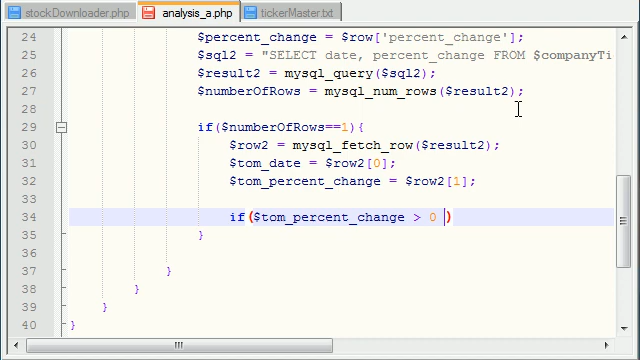 stockDownloader.php analysis_a.php tickerMaster.txt
24 $percent_change = $row['percent_change'];
25 $sql2 = "SELECT date, percent_change FROM $companyTi
26 $result2 = mysql_query($sql2);
27 $numberOfRows = mysql_num_rows($result2);
28
29 if($numberOfRows==1){
30 $row2 = mysql_fetch_row($result2);
31 $tom_date = $row2[0];
32 $tom_percent_change = $row2[1];
33
34 if($tom_percent_change > 0 )
35 }
36
37 }
38 }
39 }
40 }